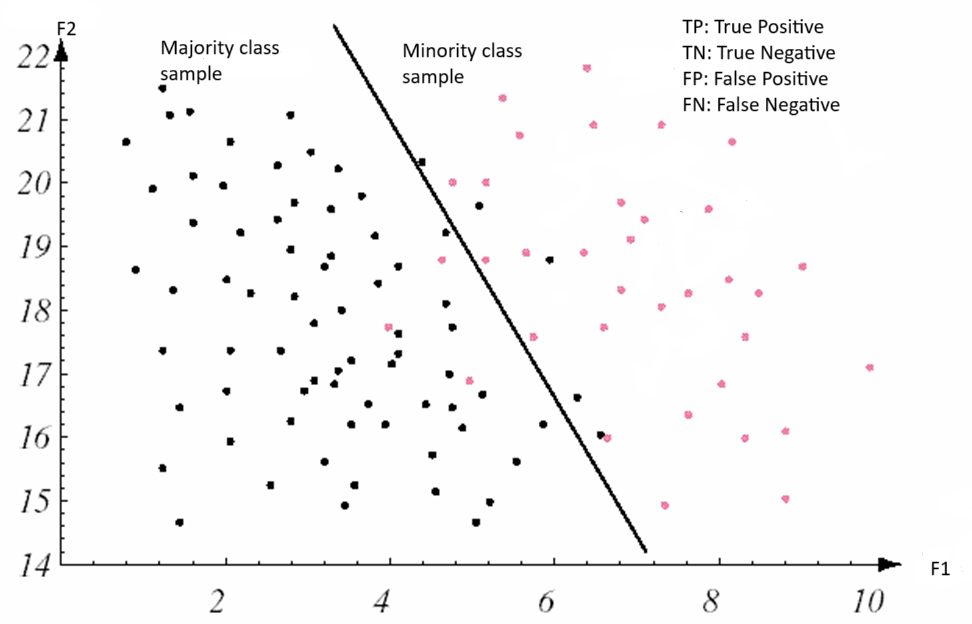 F2
Majority class
sample
Minority class
sample
TP: True Positive
TN: True Negative
FP: False Positive
FN: False Negative
22
21
20
19
18
17
16
15
14
2
4
6
8
10
F1